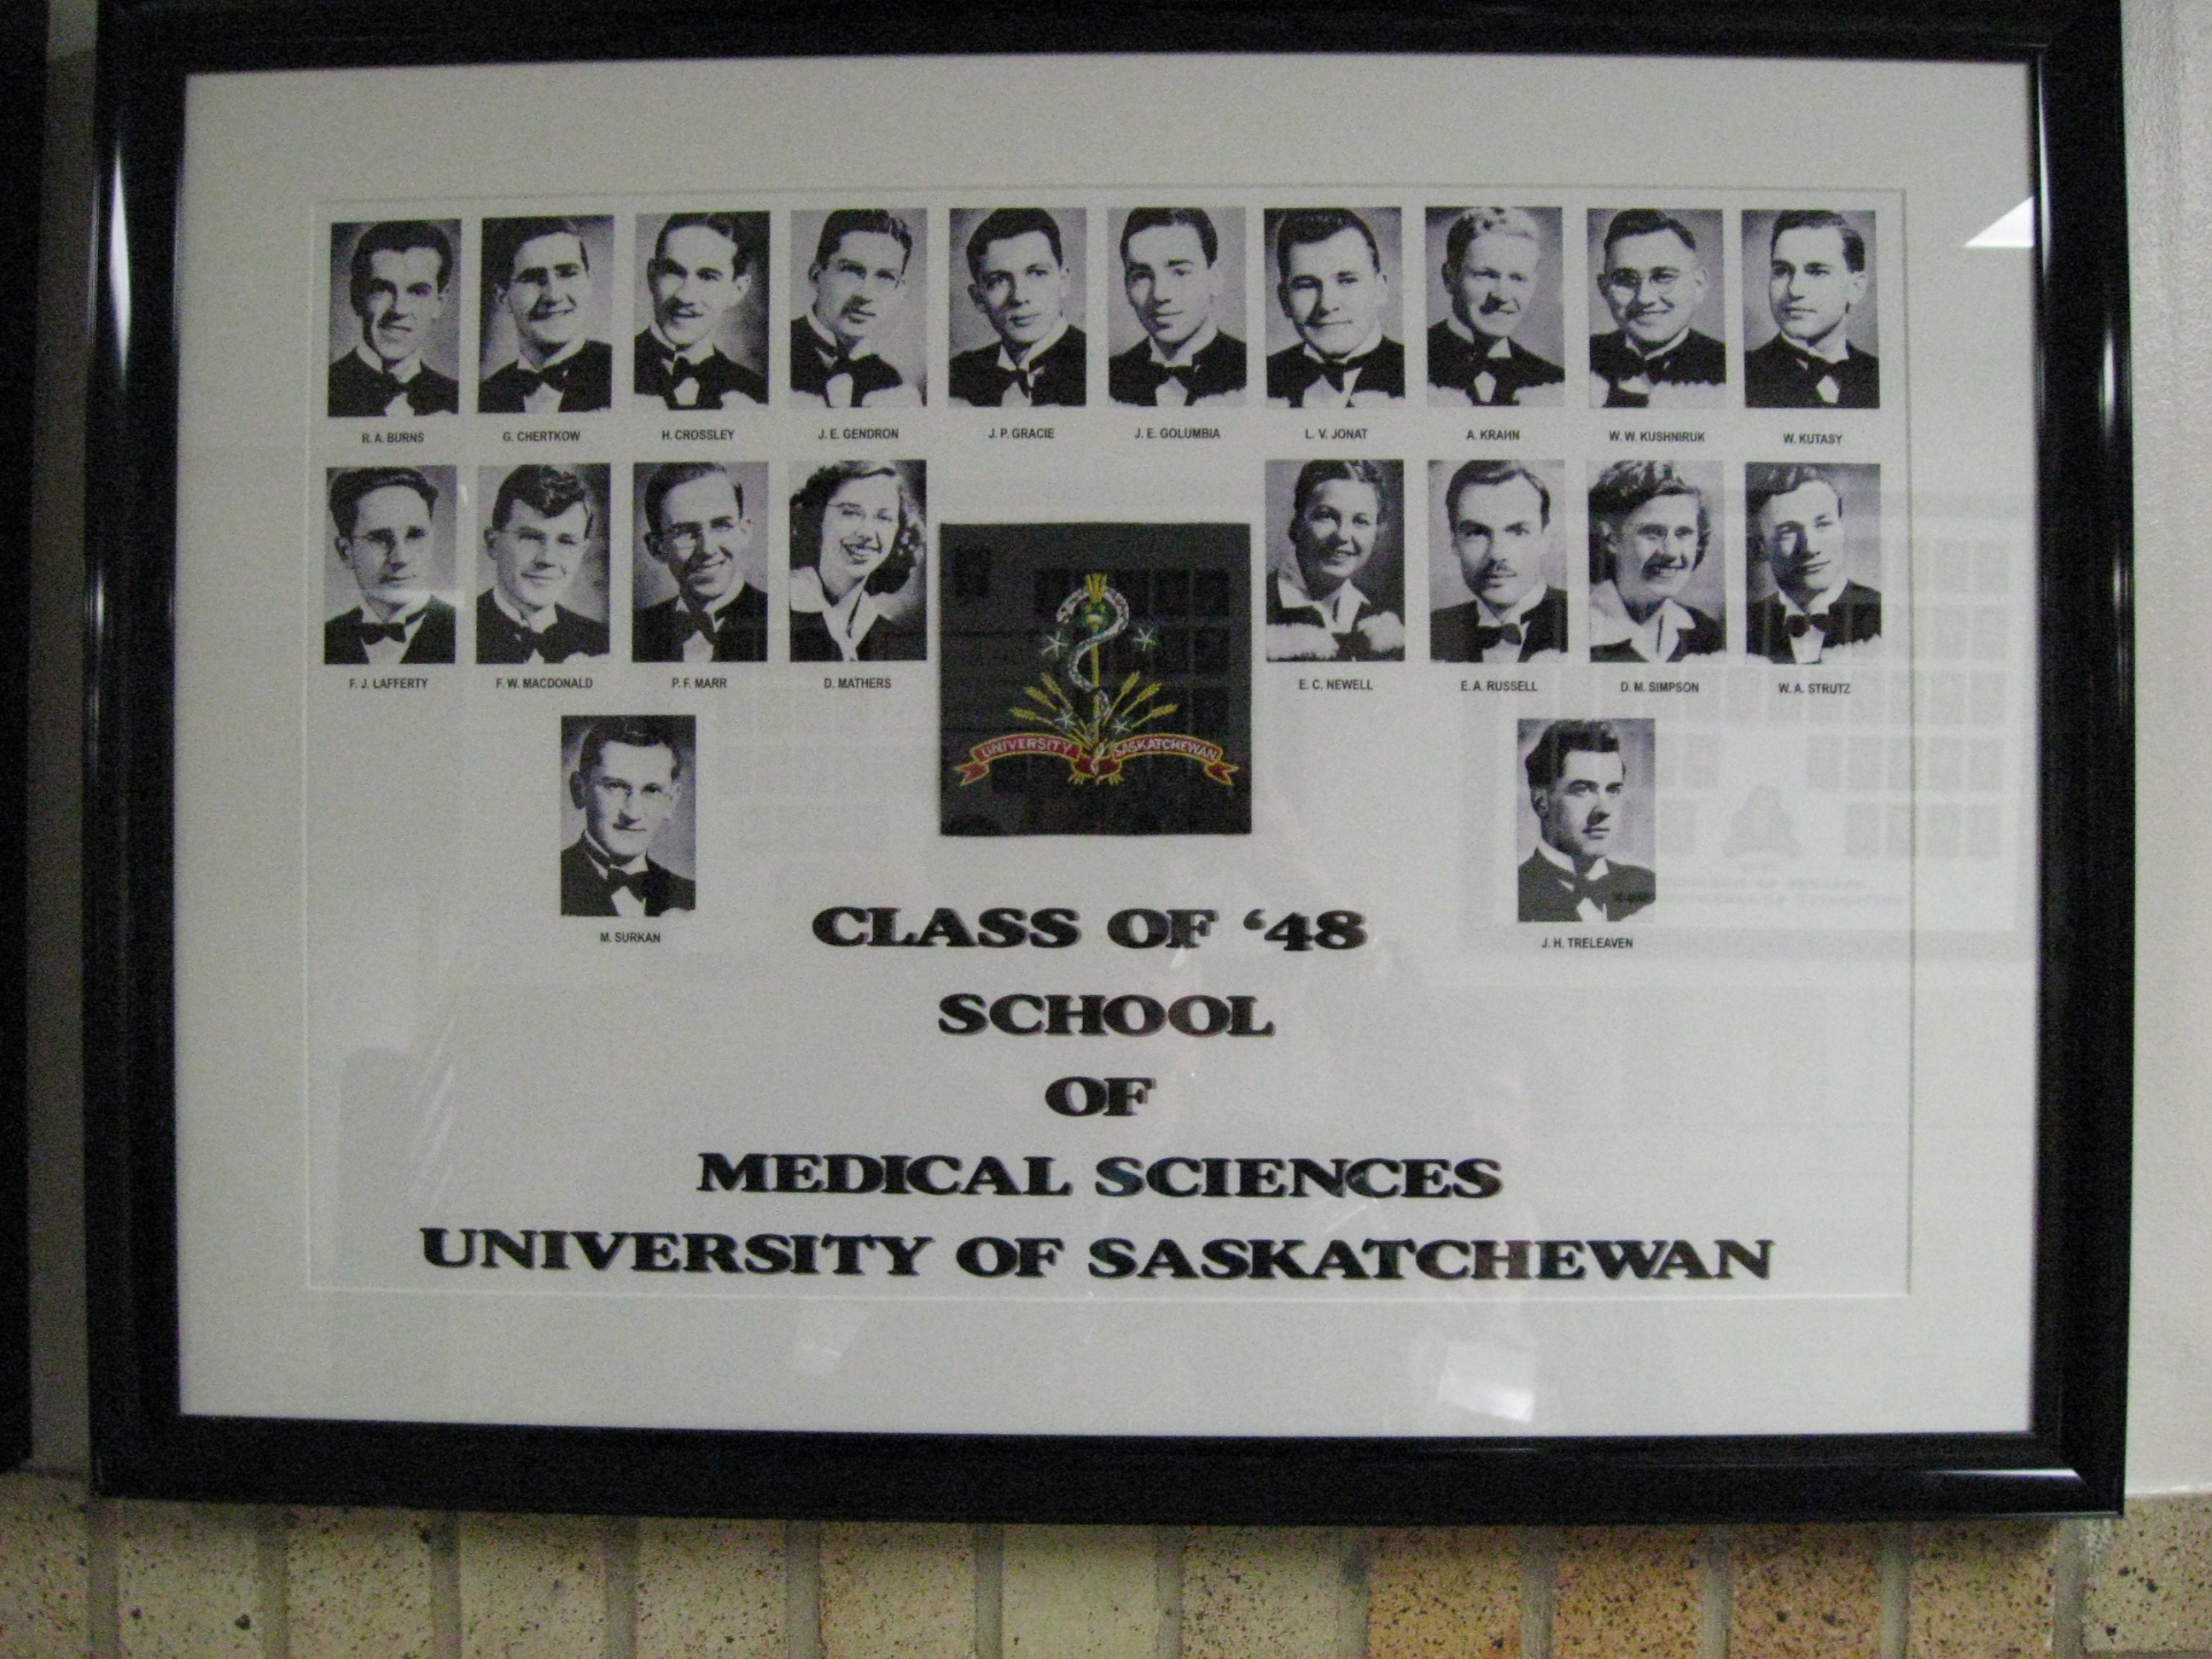 R. A. BURNS G. CHERTKOW H. CROSSLEY J. E. GENDRON J. P. GRACIE J. E. GOLUMBIA L. V. JONAT A. KRAHN W. W. KUSHNIRUK W. KUTASY
F. J. LAFFERTY F. W. MACDONALD P. F. MARR D. MATHERS E. C. NEWELL E. A. RUSSELL D. M. SIMPSON W. A. STRUTZ
UNIVERSITY SASKATCHEWAN
M. SURKAN J. H. TRELEAVEN
CLASS OF ‘48
SCHOOL
OF
MEDICAL SCIENCES
UNIVERSITY OF SASKATCHEWAN